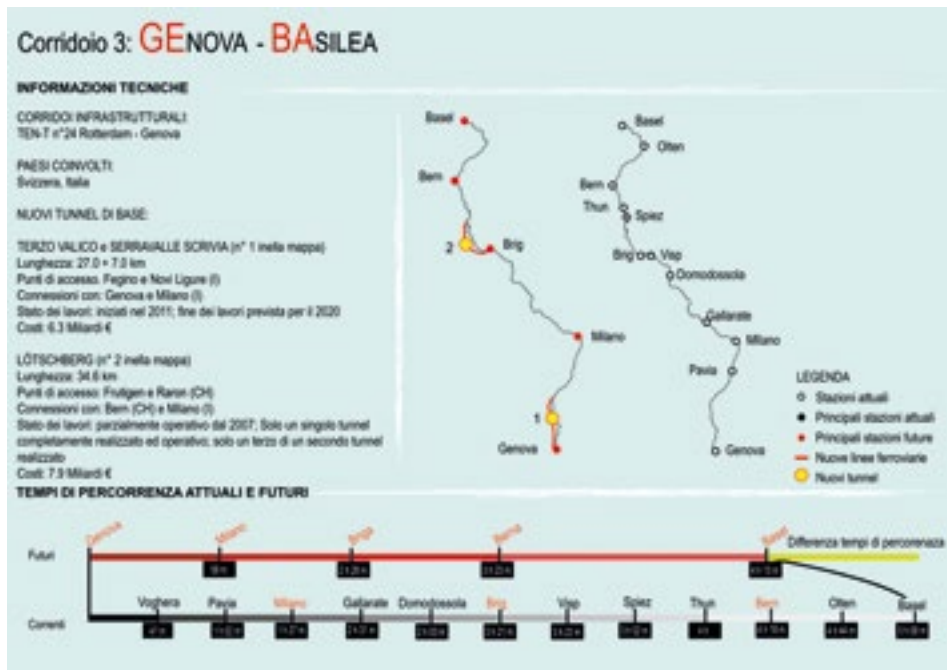 Corridoio 3: GENOVA - BASILEA
INFORMAZIONI TECNICHE
CORRIDOI INFRASTRUTTURALI:
TEN-T n°24 Rotterdam - Genova
PAESI COINVOLTI:
Svizzera, Italia
NUOVI TUNNEL DI BASE:
TERZO VALICO e SERRAVALLE SCRIVIA (n° 1 nella mappa)
Lunghezza: 27.0 + 7.0 km
Punti di accesso: Fegino e Novi Ligure (I)
Connessioni con: Genova e Milano (I)
Stato dei lavori: iniziati nel 2011; fine dei lavori prevista per il 2020
Costi: 6.3 Miliardi €
LÖTSCHBERG (n° 2 nella mappa)
Lunghezza: 34.6 km
Punti di accesso: Frutigen e Raron (CH)
Connessioni con: Bern (CH) e Milano (I)
Stato dei lavori: parzialmente operativo dal 2007; Solo un singolo tunnel
completamente realizzato ed operativo; solo un terzo di un secondo tunnel
realizzato
Costi: 7.9 Miliardi €
Basel
Bern
2
Brig
Milano
1
Genova
Basel
Olten
Bern
Thun
Spiez
Brig
Visp
Domodossola
Gallarate
Milano
Pavia
Genova
LEGENDA
Stazioni attuali
Principali stazioni attuali
Principali stazioni future
Nuove linee ferroviarie
Nuovi tunnel
TEMPI DI PERCORRENZA ATTUALI E FUTURI
Genova
Milano
Basel
Futuri
Differenza tempi di percorenaza
Voghera
Pavia
Milano
Gallarate
Domodossola
Brig
Visp
Spiez
Thun
Bern
Olten
Basel
Correnti